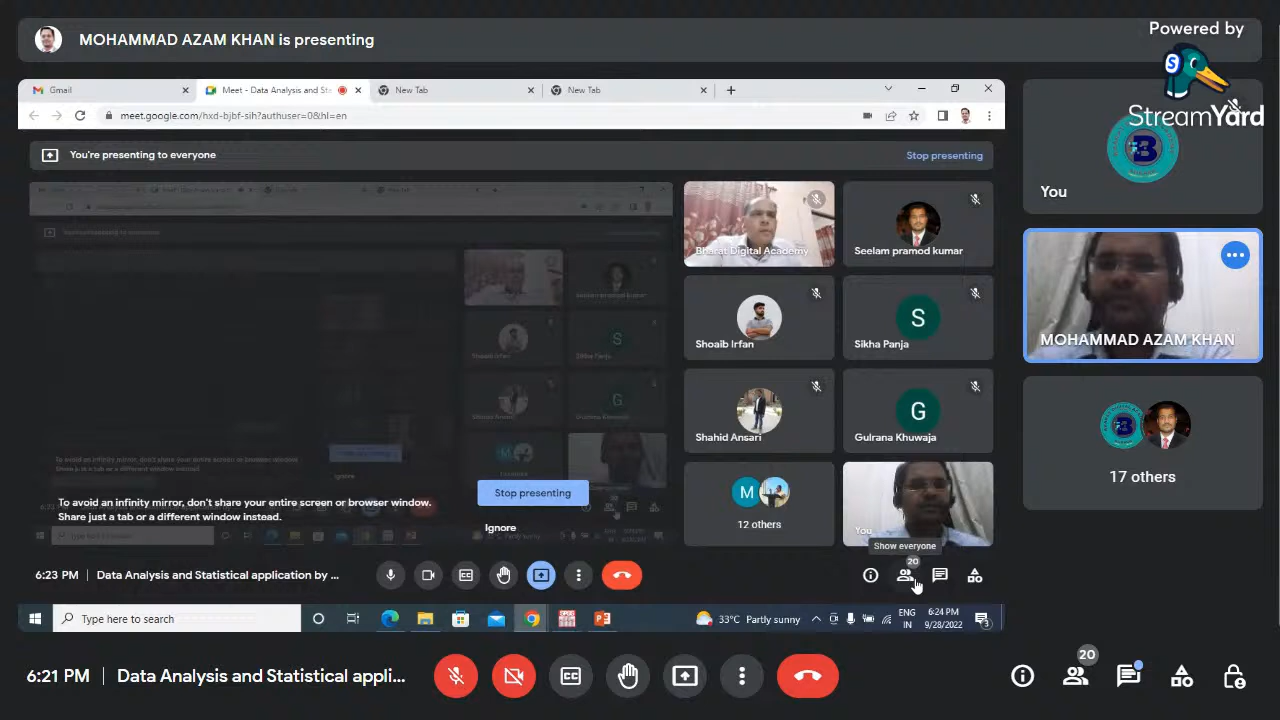 MOHAMMAD AZAM KHAN is presenting
Powered by
StreamYard
Gmail
Meet - Data Analysis and Sta
New Tab
New Tab
meet.google.com/hxd-bjbf-sih?authuser=0&hl=en
You're presenting to everyone
Stop presenting
Bharat Digital Academy
Seelam pramod kumar
Shoaib Irfan
S
Sikha Panja
Shahid Ansari
G
Gulrana Khuwaja
M
12 others
You
Show everyone
To avoid an infinity mirror, don't share your entire screen or browser window.
Share just a tab or a different window instead.
Stop presenting
Ignore
6:23 PM | Data Analysis and Statistical application by ...
20
Type here to search
33°C Partly sunny
ENG
IN
6:24 PM
9/28/2022
3
You
MOHAMMAD AZAM KHAN
17 others
6:21 PM | Data Analysis and Statistical appli...
20